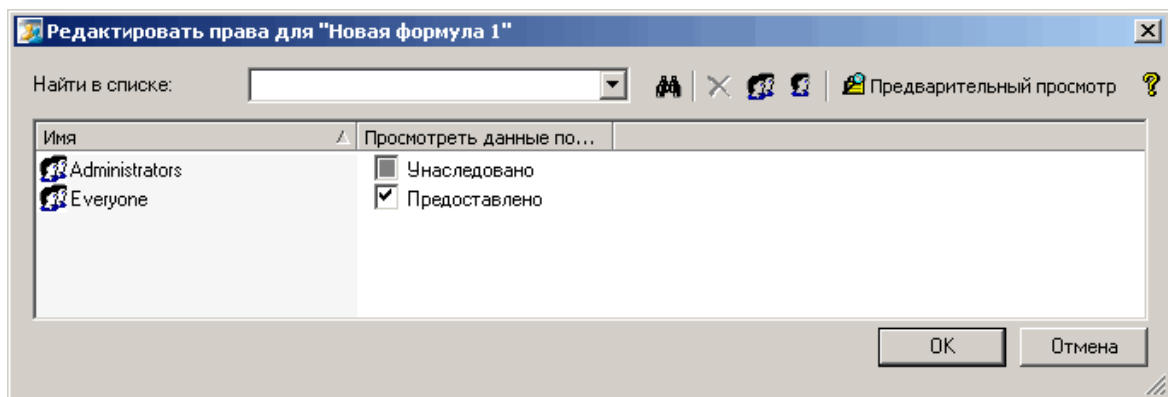 Редактировать права для "Новая формула 1"
Найти в списке: Предварительный просмотр
Имя Просмотреть данные по...
Administrators Унаследовано
Everyone Предоставлено
OK Отмена